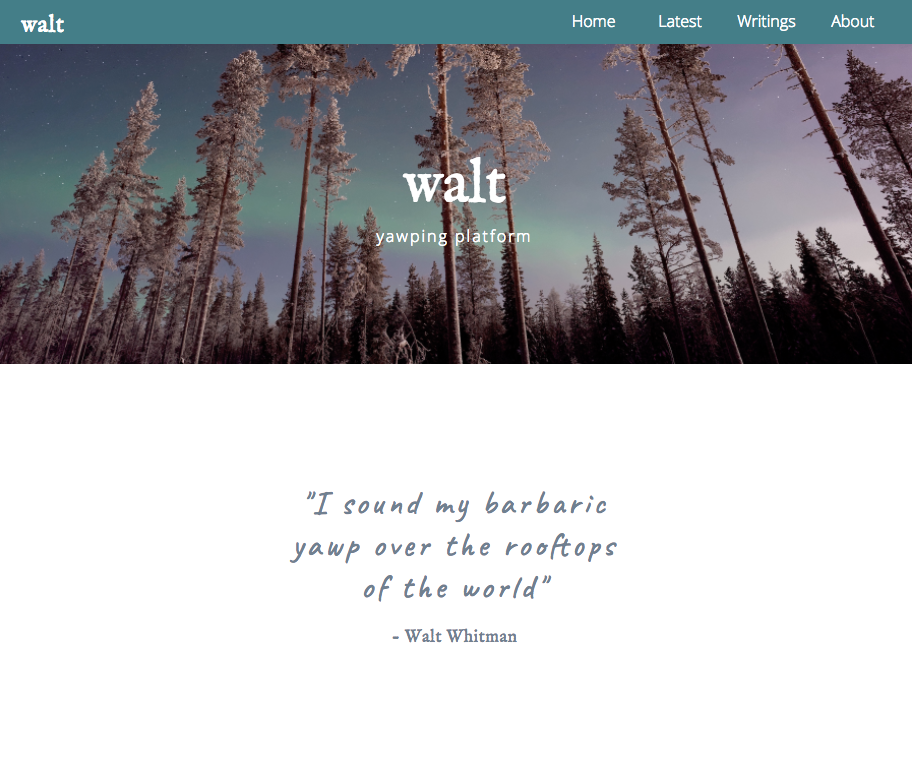 walt
Home Latest Writings About
walt
yawping platform
"I sound my barbaric
yawp over the rooftops
of the world"
- Walt Whitman